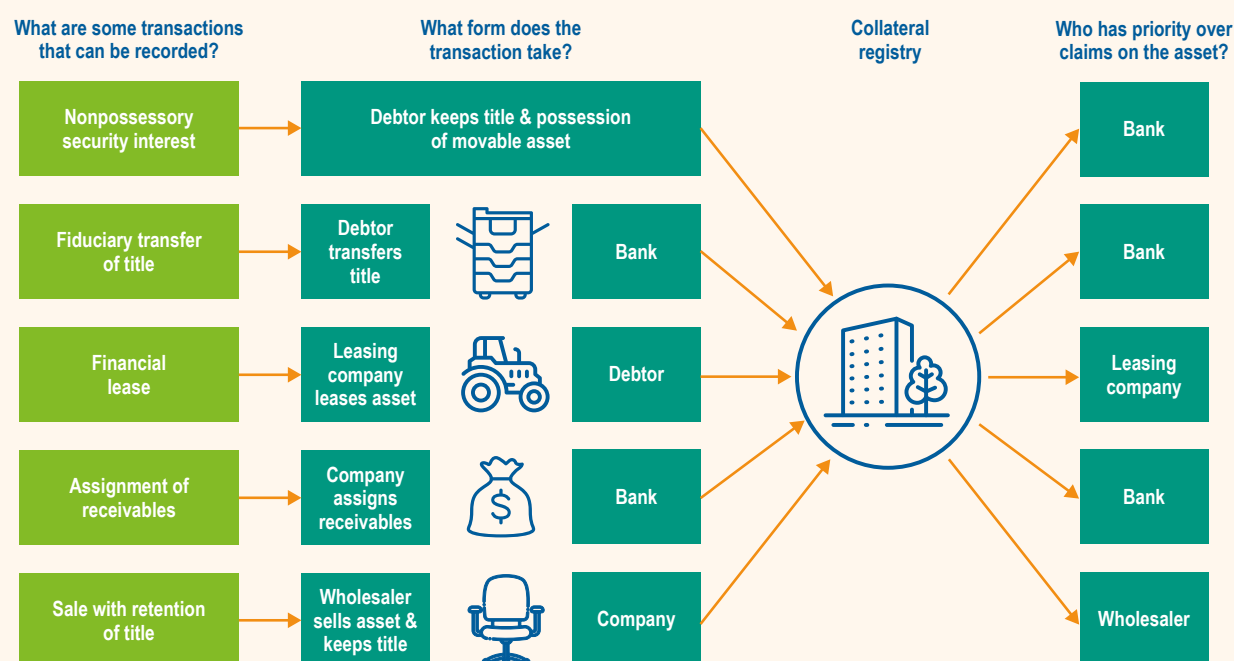 What are some transactions
that can be recorded?
What form does the
transaction take?
Collateral
registry
Who has priority over
claims on the asset?
Nonpossessory
security interest
Debtor keeps title & possession
of movable asset
Bank
Fiduciary transfer
of title
Debtor
transfers
title
Bank
Bank
Financial
lease
Leasing
company
leases asset
Debtor
Leasing
company
Assignment of
receivables
Company
assigns
receivables
$
Bank
Bank
Sale with retention
of title
Wholesaler
sells asset &
keeps title
Company
Wholesaler